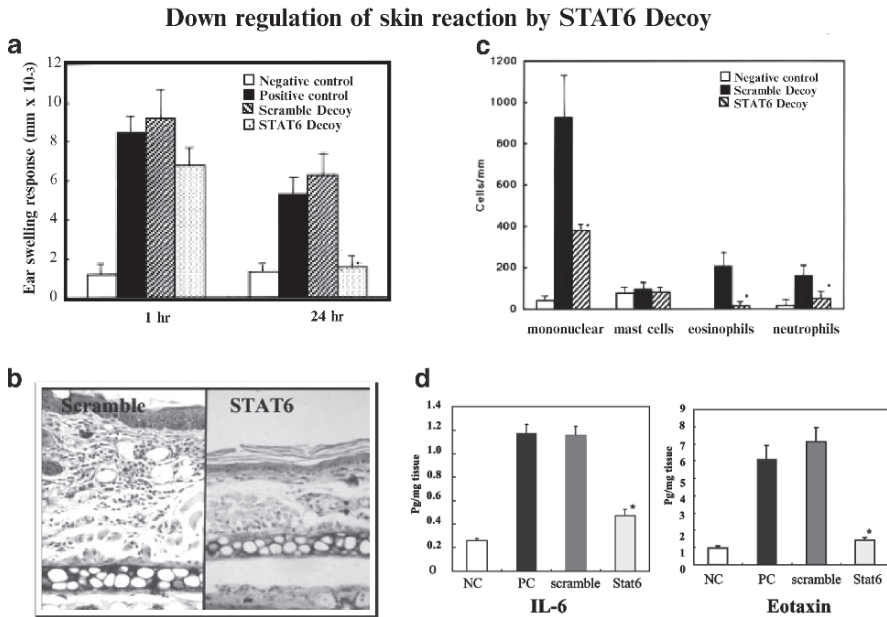 Down regulation of skin reaction by STAT6 Decoy
a
Ear swelling response (mm x 10-3)
12
10
8
6
4
2
0
Negative control
Positive control
Scramble Decoy
STAT6 Decoy
1 hr
24 hr
c
Cells/mm
1200
1000
800
600
400
200
0
Negative control
Scramble Decoy
STAT6 Decoy
*
*
*
mononuclear
mast cells
eosinophils
neutrophils
b
Scramble
STAT6
d
Pg/mg tissue
1.4
1.2
1.0
0.8
0.6
0.4
0.2
0.0
*
NC
PC
scramble
Stat6
IL-6
Pg/mg tissue
9
8
7
6
5
4
3
2
1
0
*
NC
PC
scramble
Stat6
Eotaxin